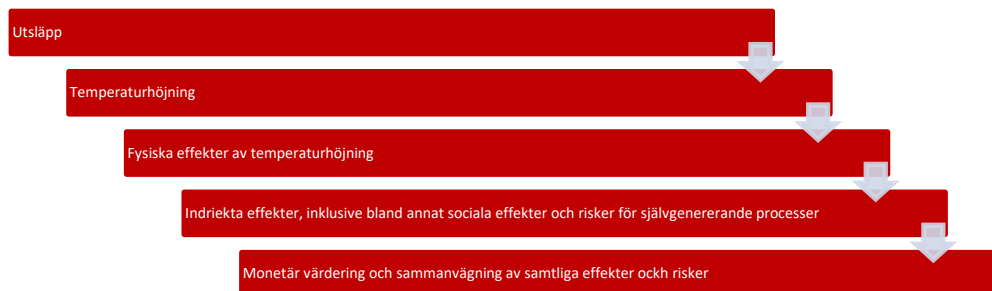 Utsläpp
Temperaturhöjning
Fysiska effekter av temperaturhöjning
Indriekta effekter, inklusive bland annat sociala effekter och risker för självgenererande processer
Monetär värdering och sammanvägning av samtliga effekter ockh risker